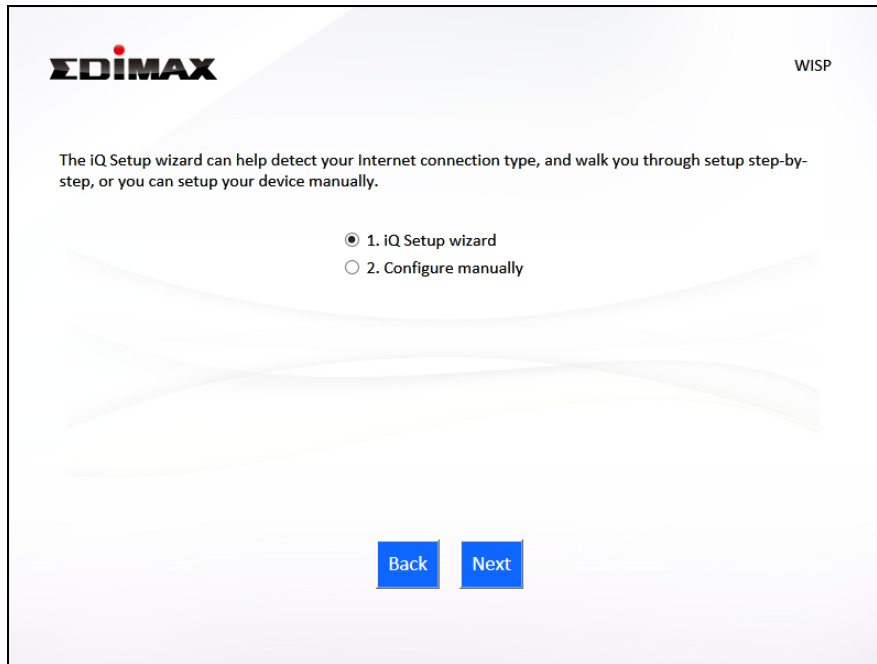 EDIMAX
WISP
The iQ Setup wizard can help detect your Internet connection type, and walk you through setup step-by-
step, or you can setup your device manually.
1. iQ Setup wizard
2. Configure manually
Back Next